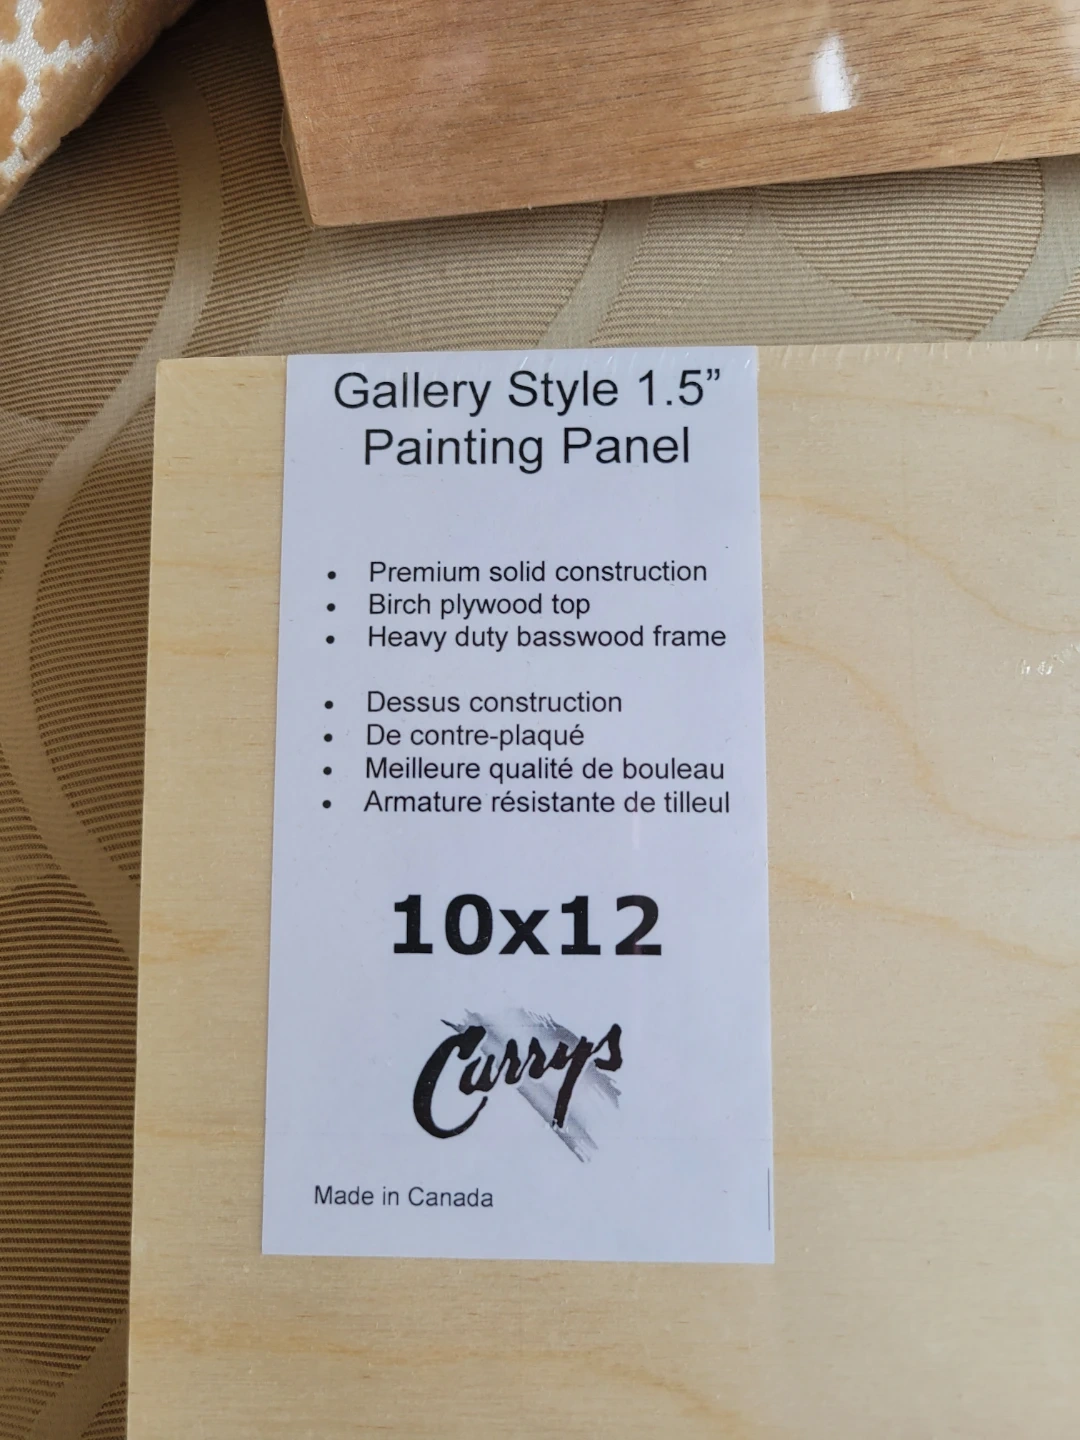 Gallery Style 1.5”
Painting Panel
• Premium solid construction
• Birch plywood top
• Heavy duty basswood frame
• Dessus construction
• De contre-plaqué
• Meilleure qualité de bouleau
• Armature résistante de tilleul
10x12
Currys
Made in Canada